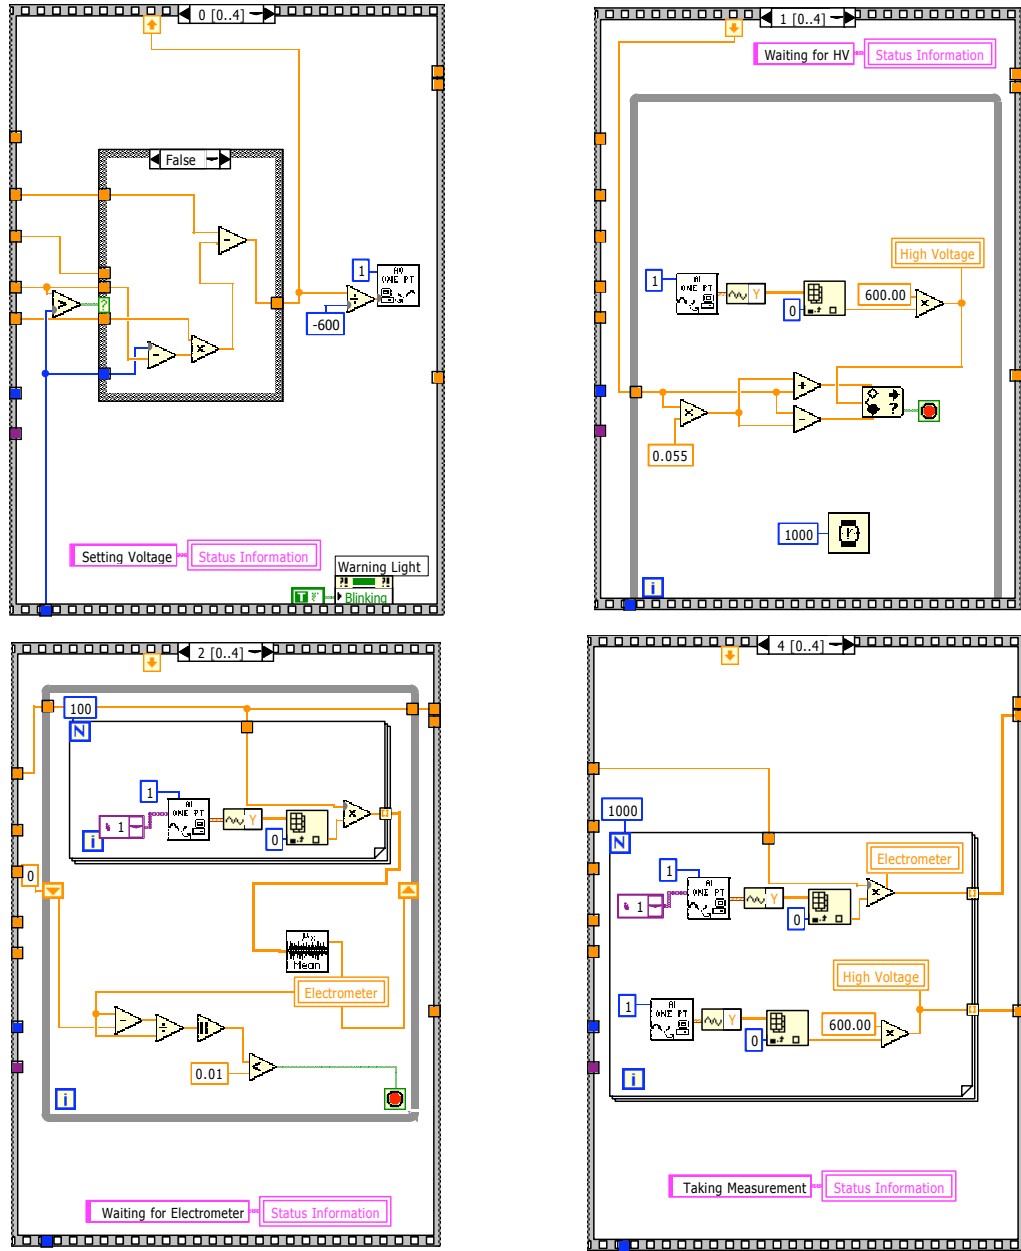 0 [0..4]
False
?
1
AO
ONE PT
-600
Setting Voltage
Status Information
Warning Light
?! ?!
T
Blinking
1 [0..4]
Waiting for HV
Status Information
High Voltage
1
AI
ONE PT
Y
0
600.00
?
0.055
1000
i
2 [0..4]
100
N
1
AI
ONE PT
1
Y
0
i
0
Mean
Electrometer
0.01
i
Waiting for Electrometer
Status Information
4 [0..4]
1000
N
Electrometer
1
AI
ONE PT
1
Y
0
High Voltage
1
AI
ONE PT
Y
0
600.00
i
Taking Measurement
Status Information